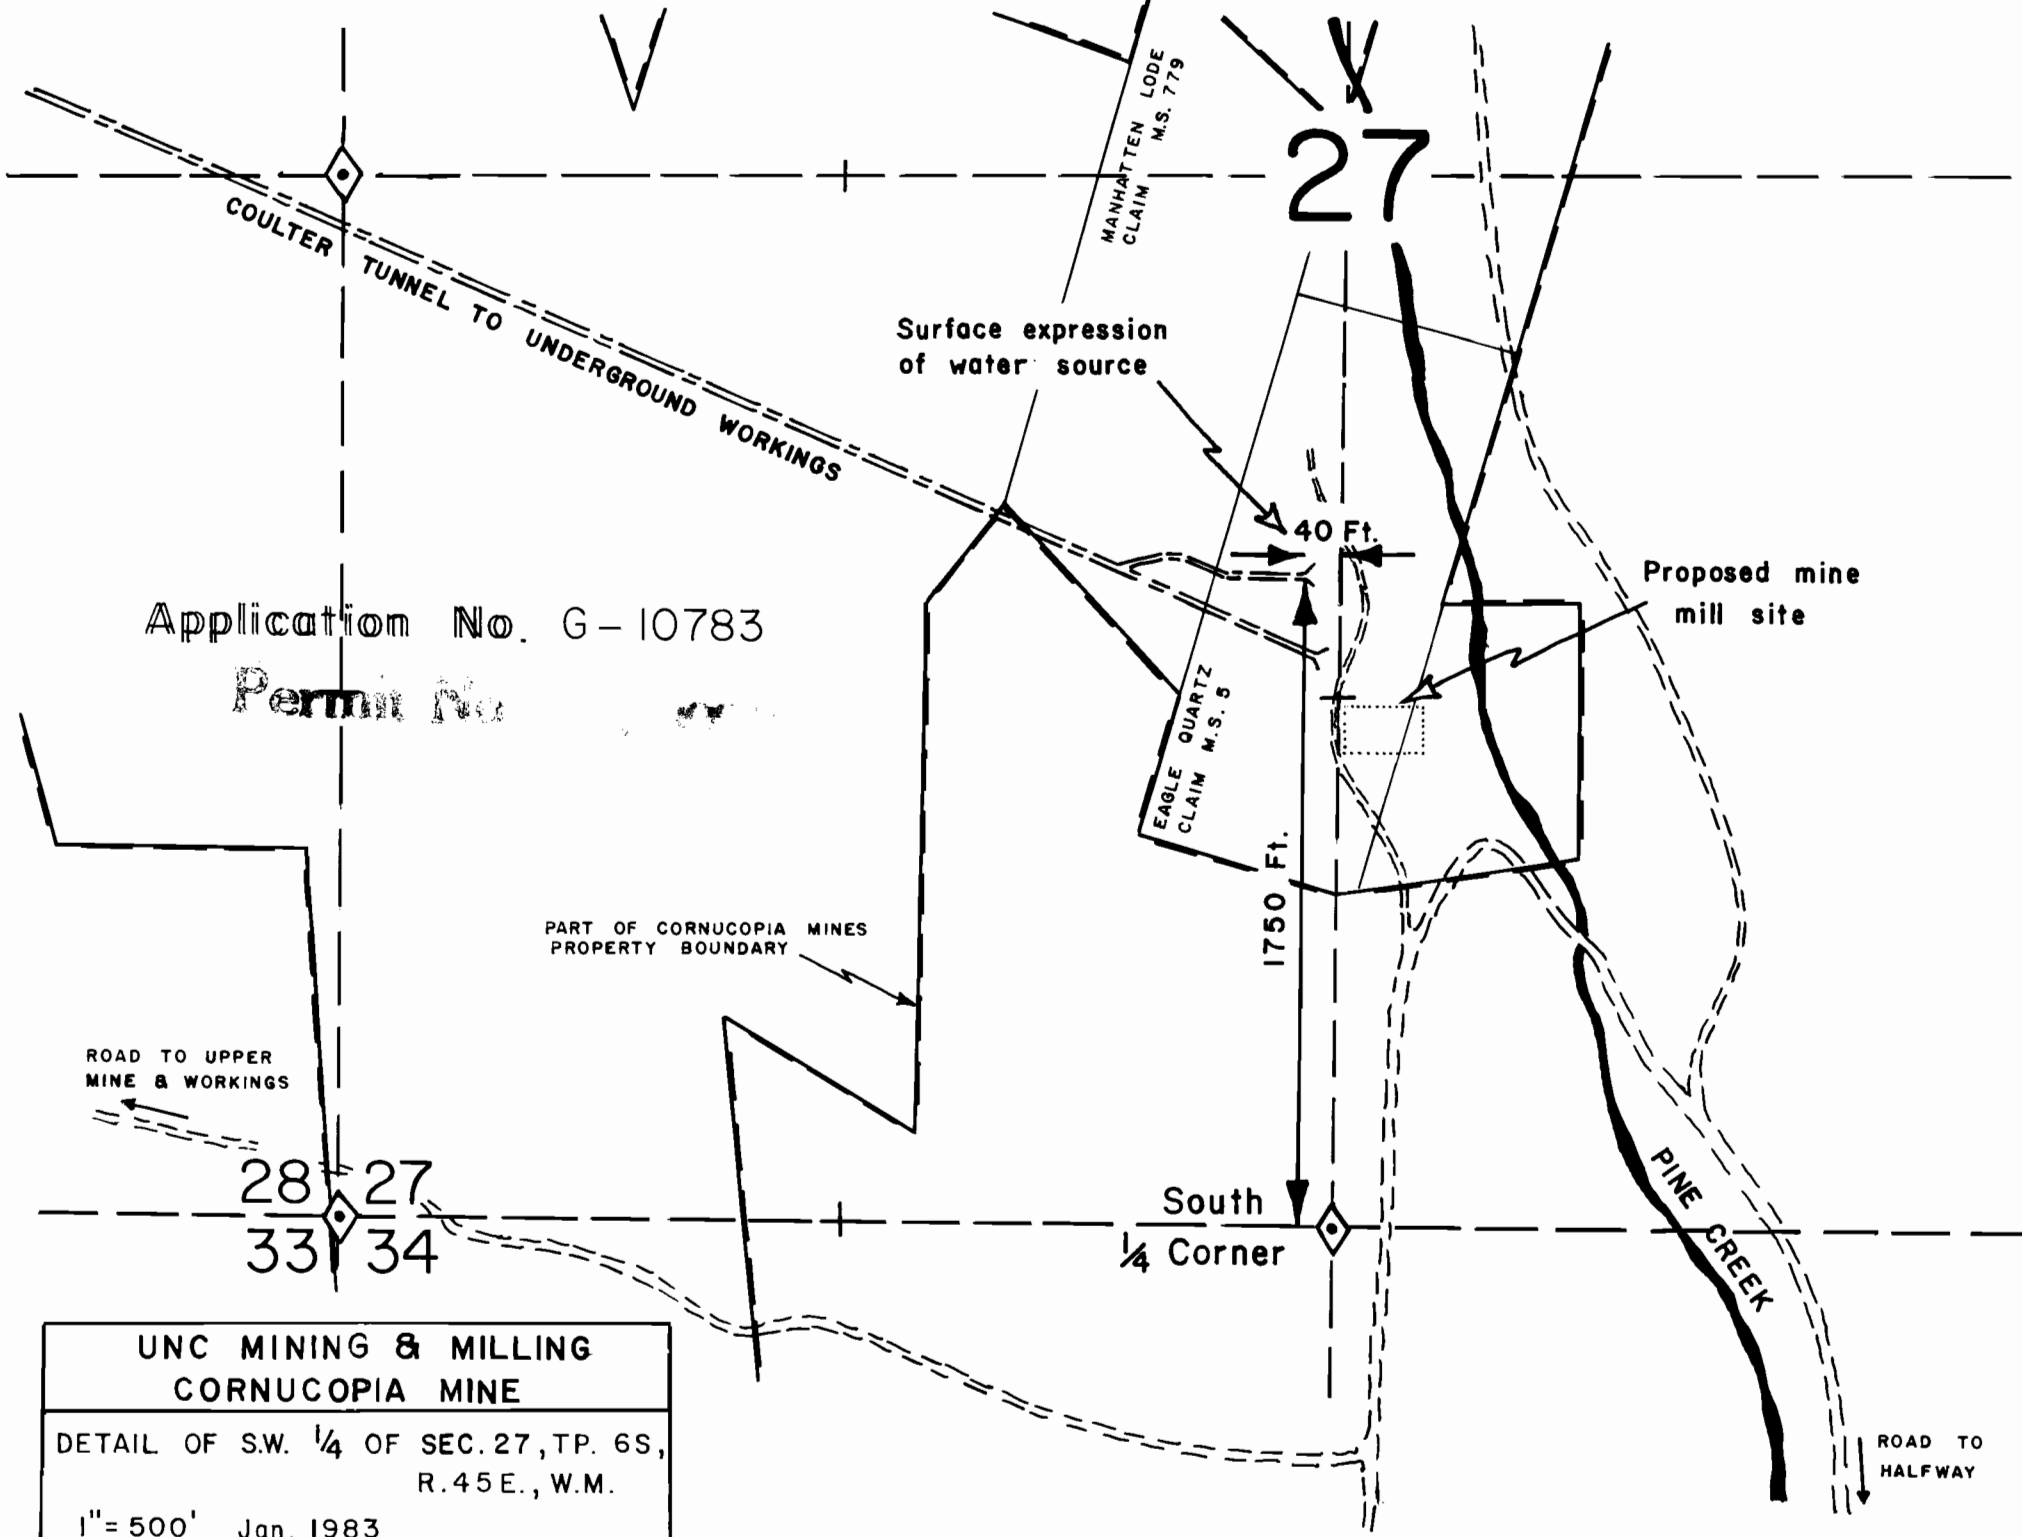 MANHATTEN LODE
CLAIM M.S. 779
27
COULTER TUNNEL TO UNDERGROUND WORKINGS
Surface expression
of water source
40 Ft.
Proposed mine
mill site
Application No. G-10783
Permit No
EAGLE QUARTZ
CLAIM M.S. 5
1750 Ft.
PART OF CORNUCOPIA MINES
PROPERTY BOUNDARY
ROAD TO UPPER
MINE & WORKINGS
28 27
33 34
South
1/4 Corner
PINE CREEK
ROAD TO
HALFWAY
UNC MINING & MILLING
CORNUCOPIA MINE
DETAIL OF S.W. 1/4 OF SEC. 27, TP. 6S,
R. 45 E., W.M.
1" = 500' Jan. 1983